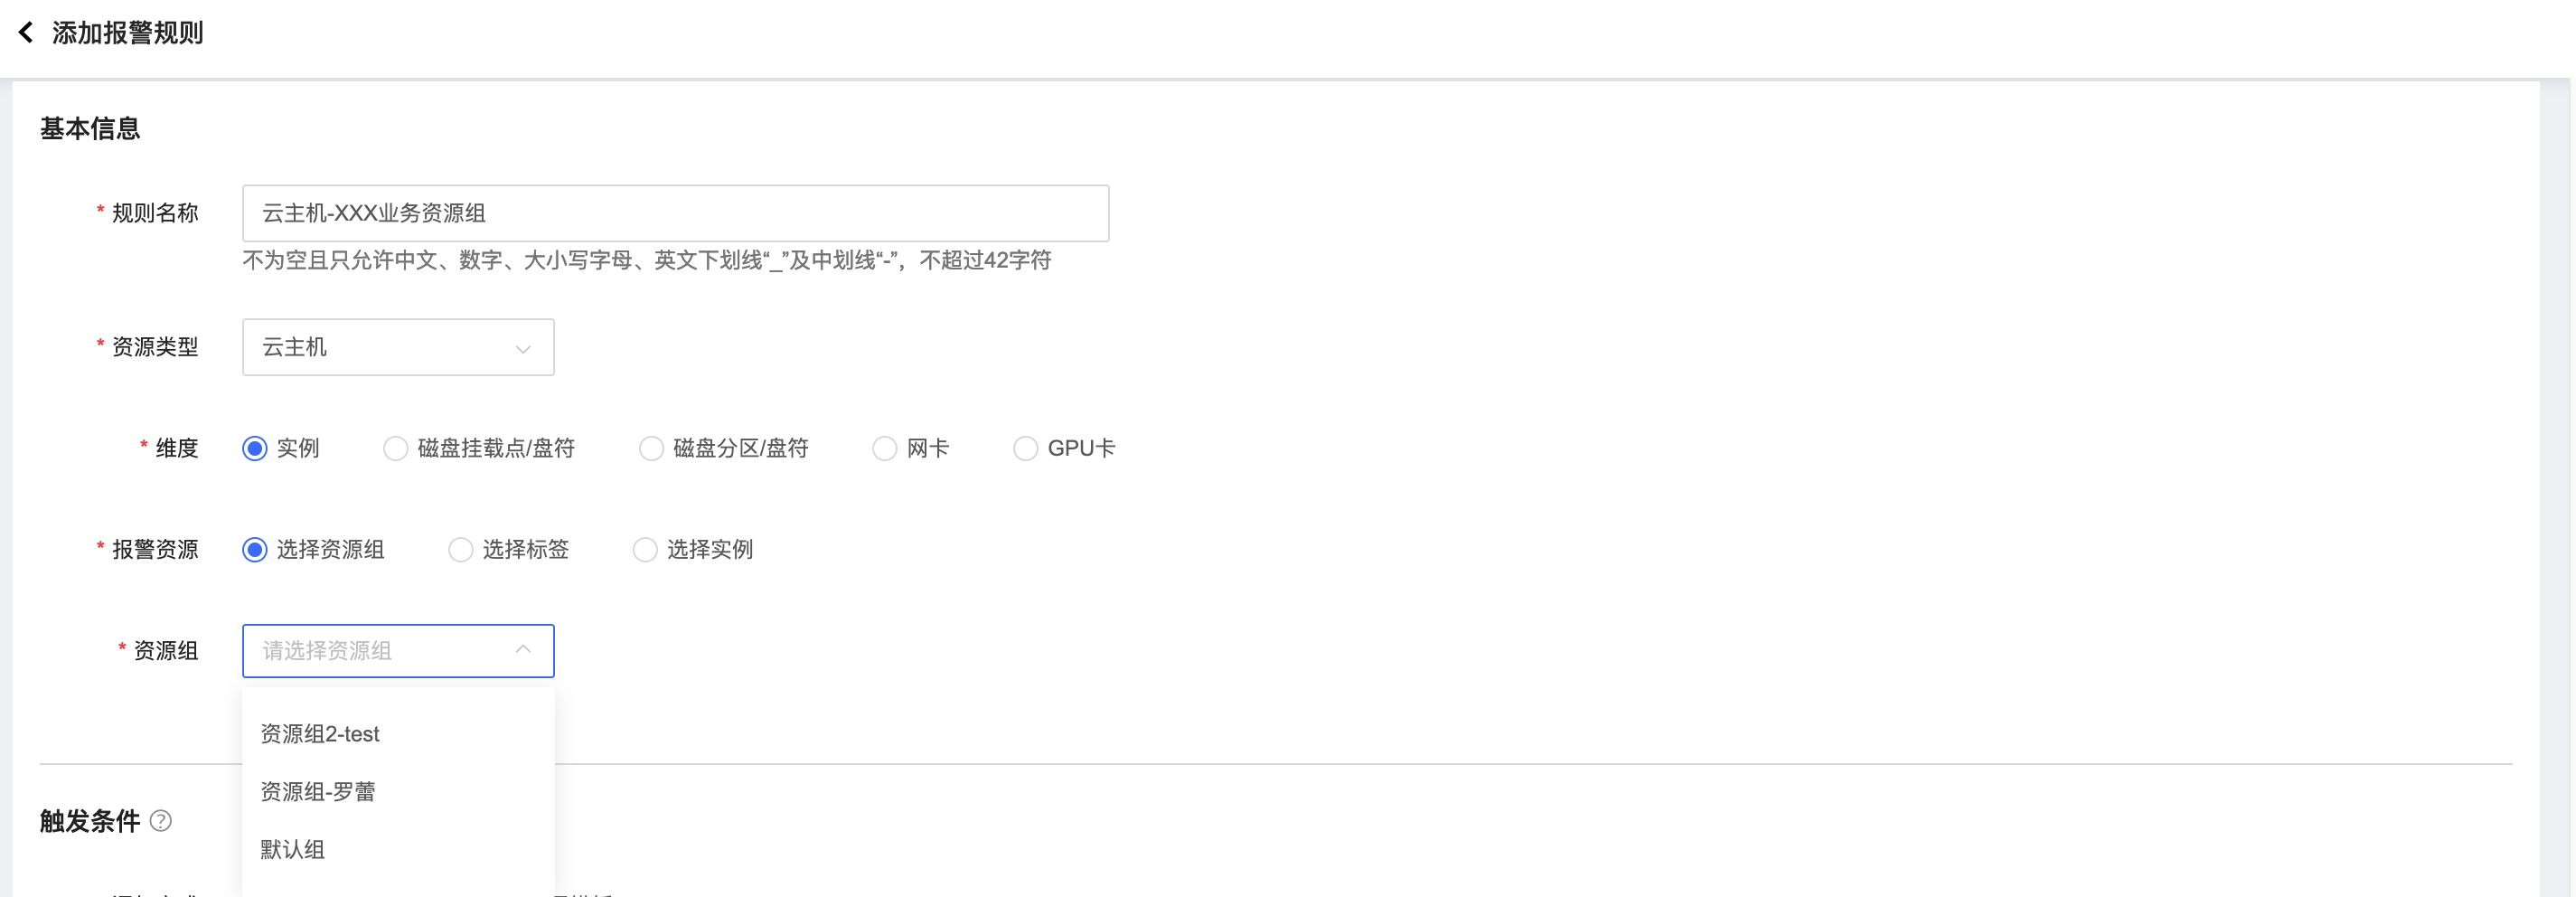 添加报警规则
基本信息
* 规则名称 云主机-XXX业务资源组
不为空且只允许中文、数字、大小写字母、英文下划线“_”及中划线“-”，不超过42字符
* 资源类型 云主机
* 维度 实例 磁盘挂载点/盘符 磁盘分区/盘符 网卡 GPU卡
* 报警资源 选择资源组 选择标签 选择实例
* 资源组 请选择资源组
资源组2-test
资源组-罗蕾
触发条件 ?
默认组